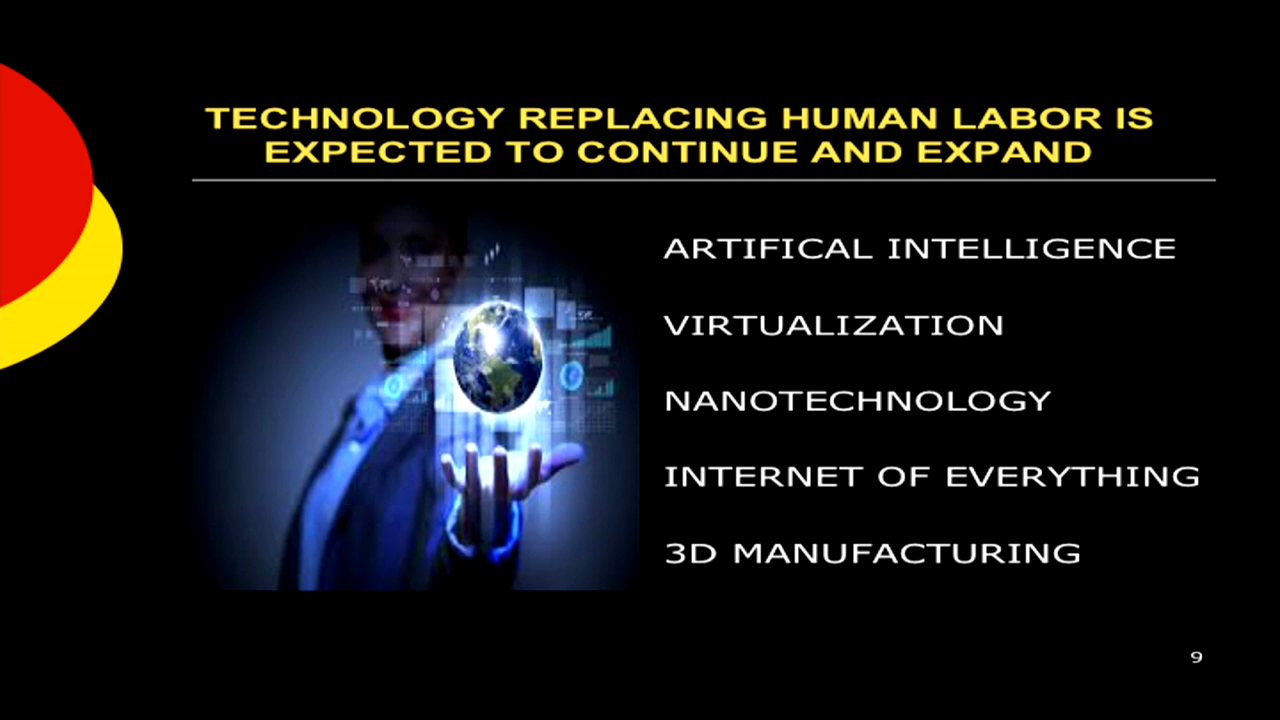 TECHNOLOGY REPLACING HUMAN LABOR IS
EXPECTED TO CONTINUE AND EXPAND
ARTIFICAL INTELLIGENCE
VIRTUALIZATION
NANOTECHNOLOGY
INTERNET OF EVERYTHING
3D MANUFACTURING
9